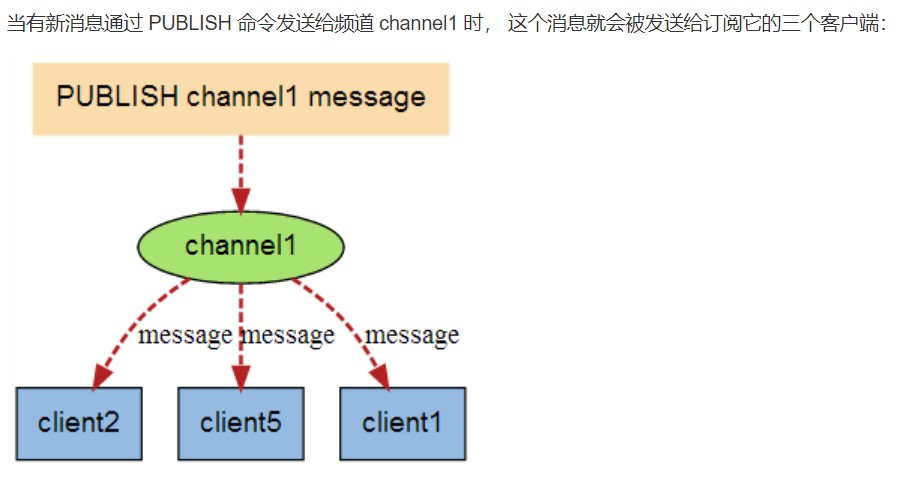 当有新消息通过 PUBLISH 命令发送给频道 channel1 时， 这个消息就会被发送给订阅它的三个客户端：
PUBLISH channel1 message
channel1
message message message
client2 client5 client1